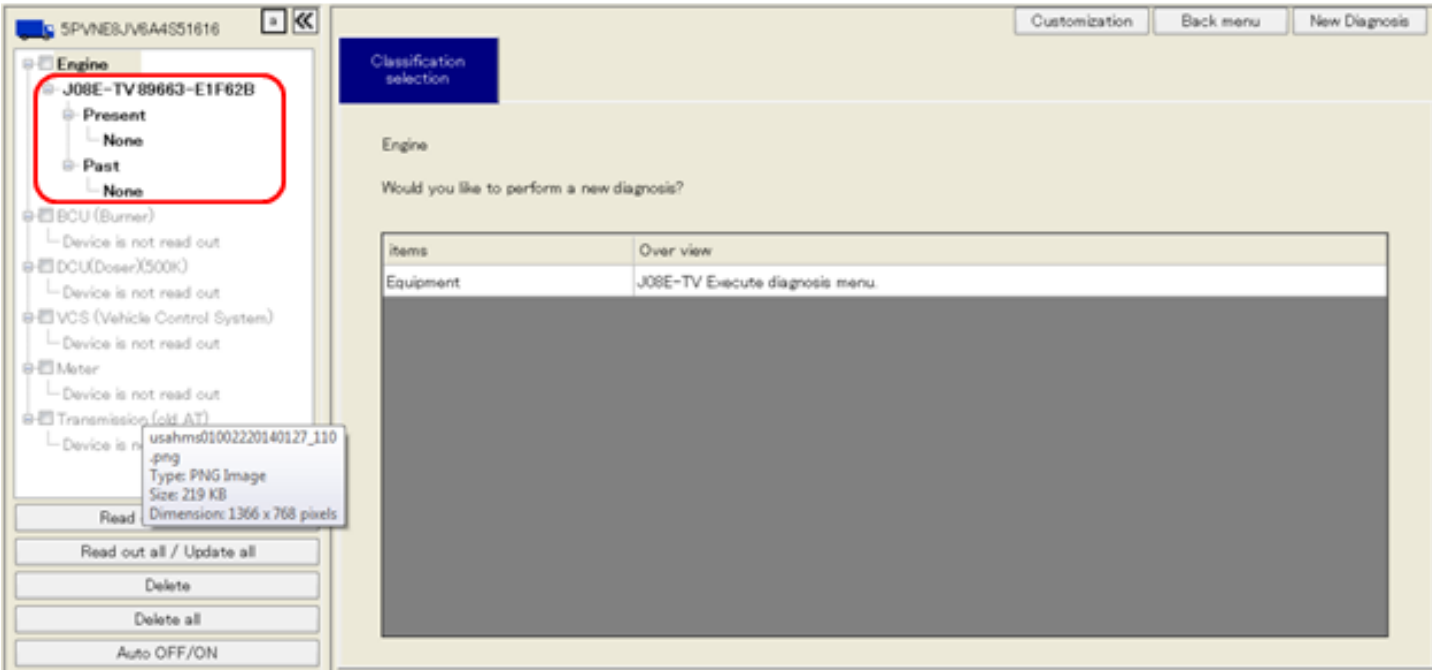 5PVNE8JV6A4S51616
a
Customization
Back menu
New Diagnosis
Engine
J08E-TV 89663-E1F62B
Present
None
Past
None
BCU (Burner)
Device is not read out
DCU(Doser)(500K)
Device is not read out
VCS (Vehicle Control System)
Device is not read out
Meter
Device is not read out
Transmission (old AT)
Device is
usahms01002220140127_110
.png
Type: PNG Image
Size: 219 KB
Dimension: 1366 x 768 pixels
Read
Read out all / Update all
Delete
Delete all
Auto OFF/ON
Classification
selection
Engine
Would you like to perform a new diagnosis?
items Over view
Equipment J08E-TV Execute diagnosis menu.